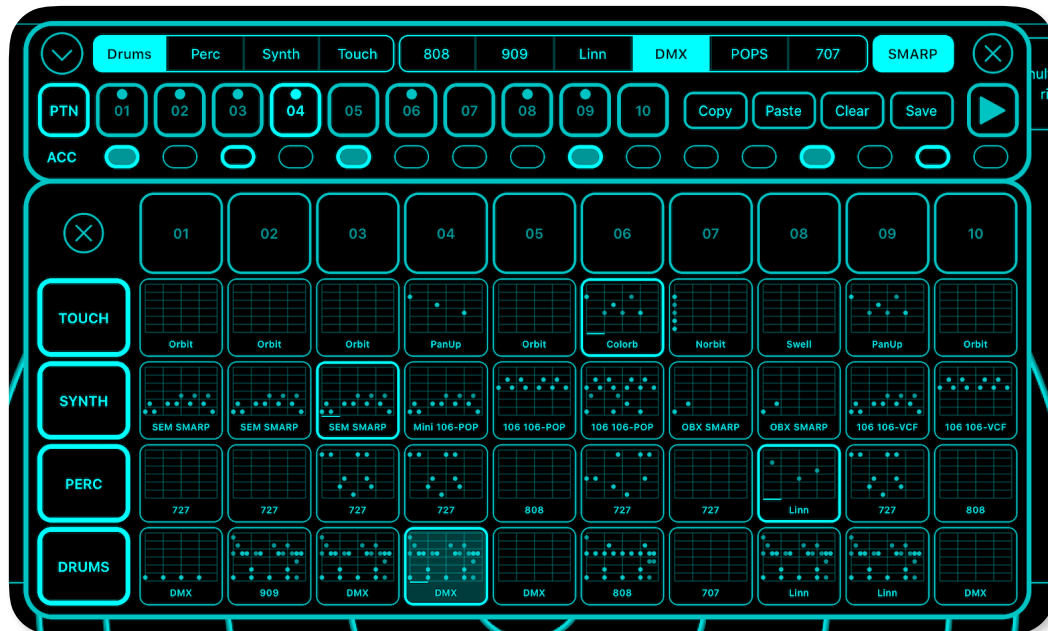 Drums Perc Synth Touch 808 909 Linn DMX POPS 707 SMARP
PTN 01 02 03 04 05 06 07 08 09 10 Copy Paste Clear Save
ACC
01 02 03 04 05 06 07 08 09 10
TOUCH
Orbit Orbit Orbit PanUp Orbit Colorb Norbit Swell PanUp Orbit
SYNTH
SEM SMARP SEM SMARP SEM SMARP Mini 106-POP 106 106-POP 106 106-POP OBX SMARP OBX SMARP 106 106-VCF 106 106-VCF
PERC
727 727 727 727 808 727 727 Linn 727 808
DRUMS
DMX 909 DMX DMX DMX 808 707 Linn Linn DMX